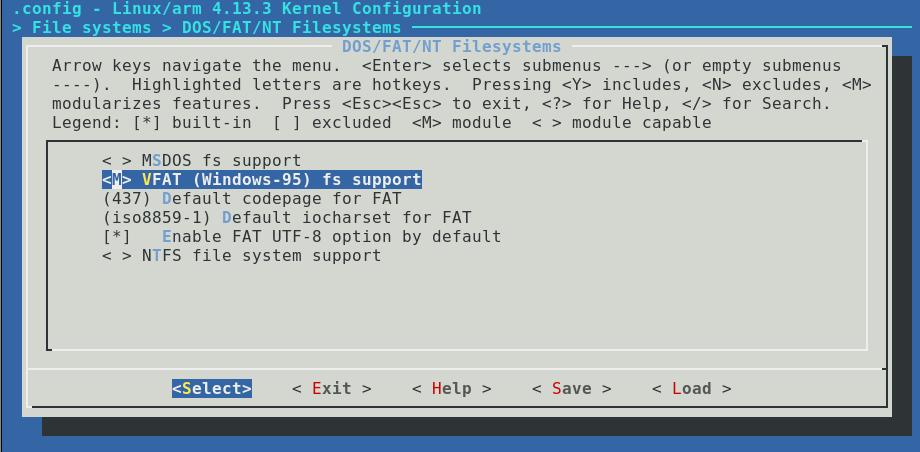 .config - Linux/arm 4.13.3 Kernel Configuration
> File systems > DOS/FAT/NT Filesystems
DOS/FAT/NT Filesystems
Arrow keys navigate the menu.  <Enter> selects submenus ---> (or empty submenus
----).  Highlighted letters are hotkeys.  Pressing <Y> includes, <N> excludes, <M>
modularizes features.  Press <Esc><Esc> to exit, <?> for Help, </> for Search.
Legend: [*] built-in  [ ] excluded  <M> module  < > module capable
< > MSDOS fs support
<M> VFAT (Windows-95) fs support
(437) Default codepage for FAT
(iso8859-1) Default iocharset for FAT
[*]   Enable FAT UTF-8 option by default
< > NTFS file system support
<Select>    < Exit >    < Help >    < Save >    < Load >